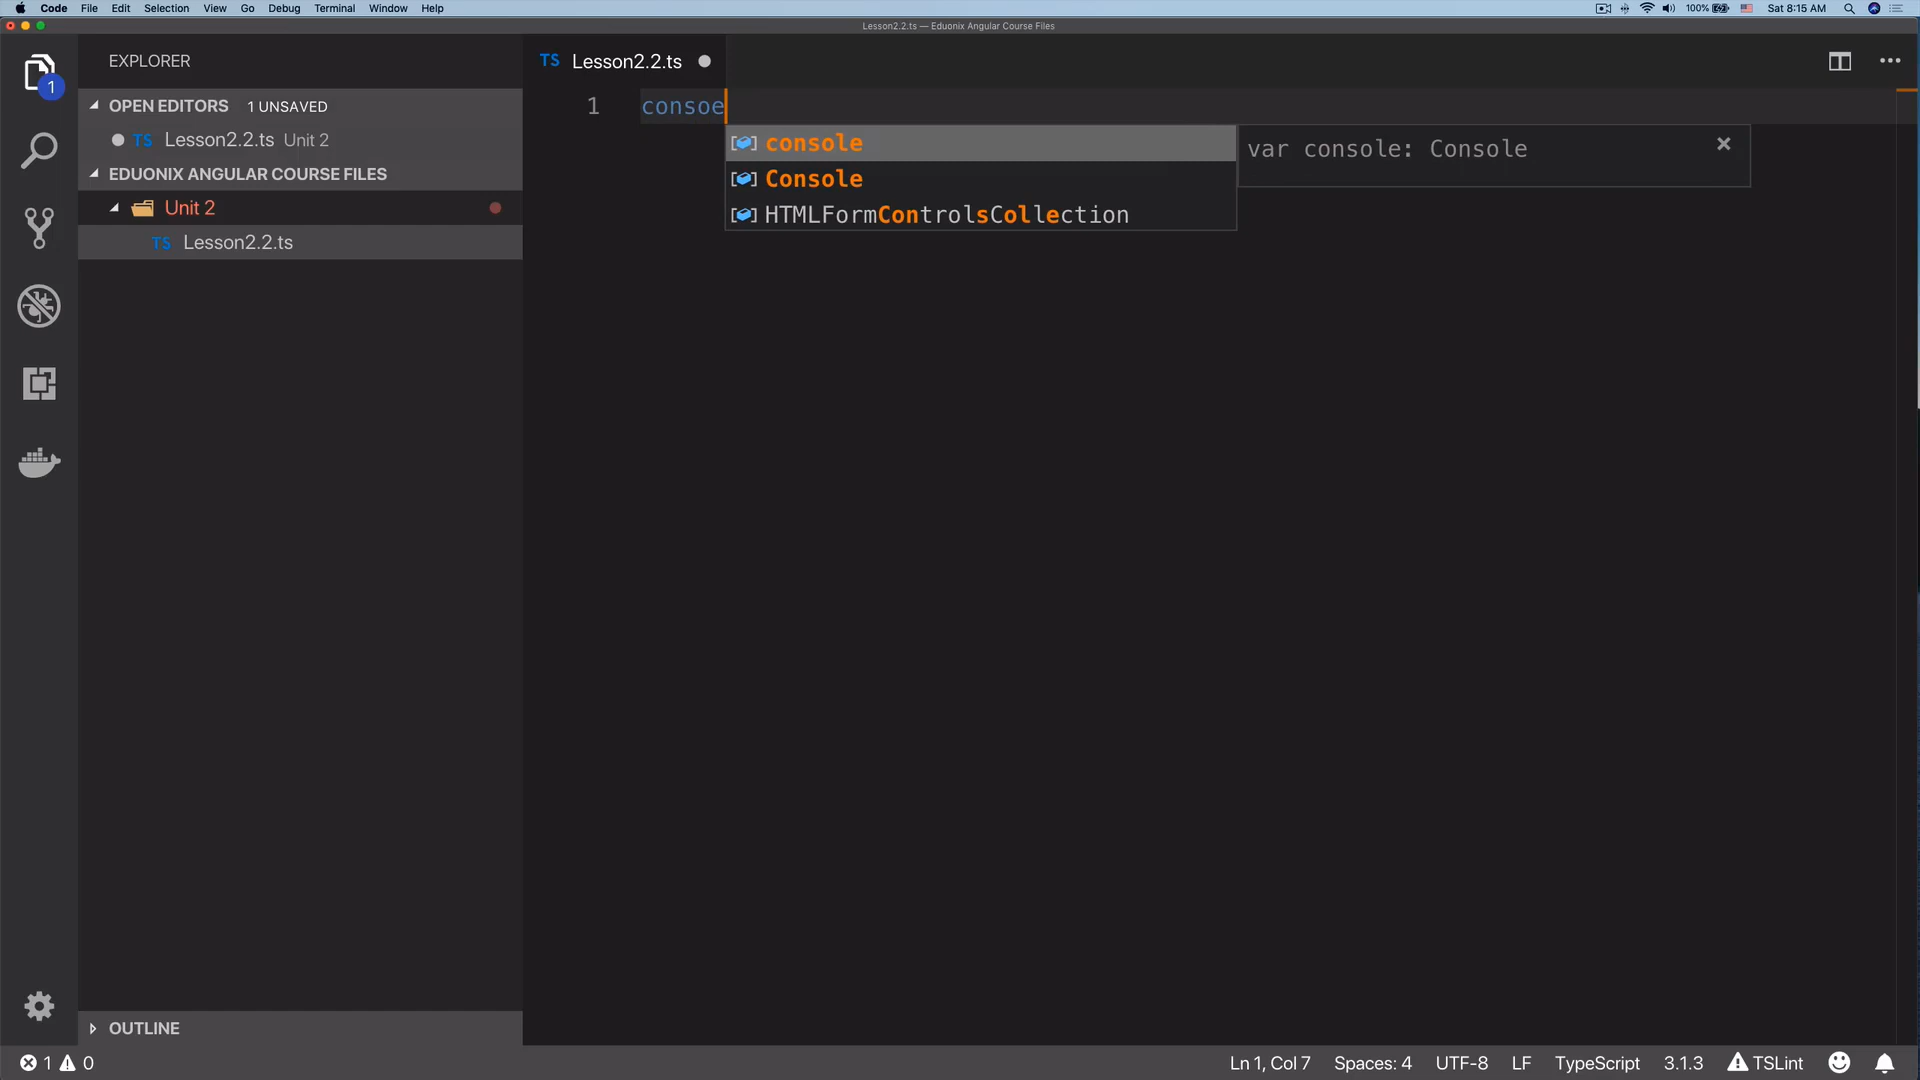 Code File Edit Selection View Go Debug Terminal Window Help 100% Sat 8:15 AM
Lesson2.2.ts — Eduonix Angular Course Files
EXPLORER
TS Lesson2.2.ts
1
OPEN EDITORS 1 UNSAVED
1 consoe
TS Lesson2.2.ts Unit 2
console
var console: Console
EDUONIX ANGULAR COURSE FILES
Console
Unit 2
HTMLFormControlsCollection
TS Lesson2.2.ts
OUTLINE
1 0 Ln 1, Col 7 Spaces: 4 UTF-8 LF TypeScript 3.1.3 TSLint